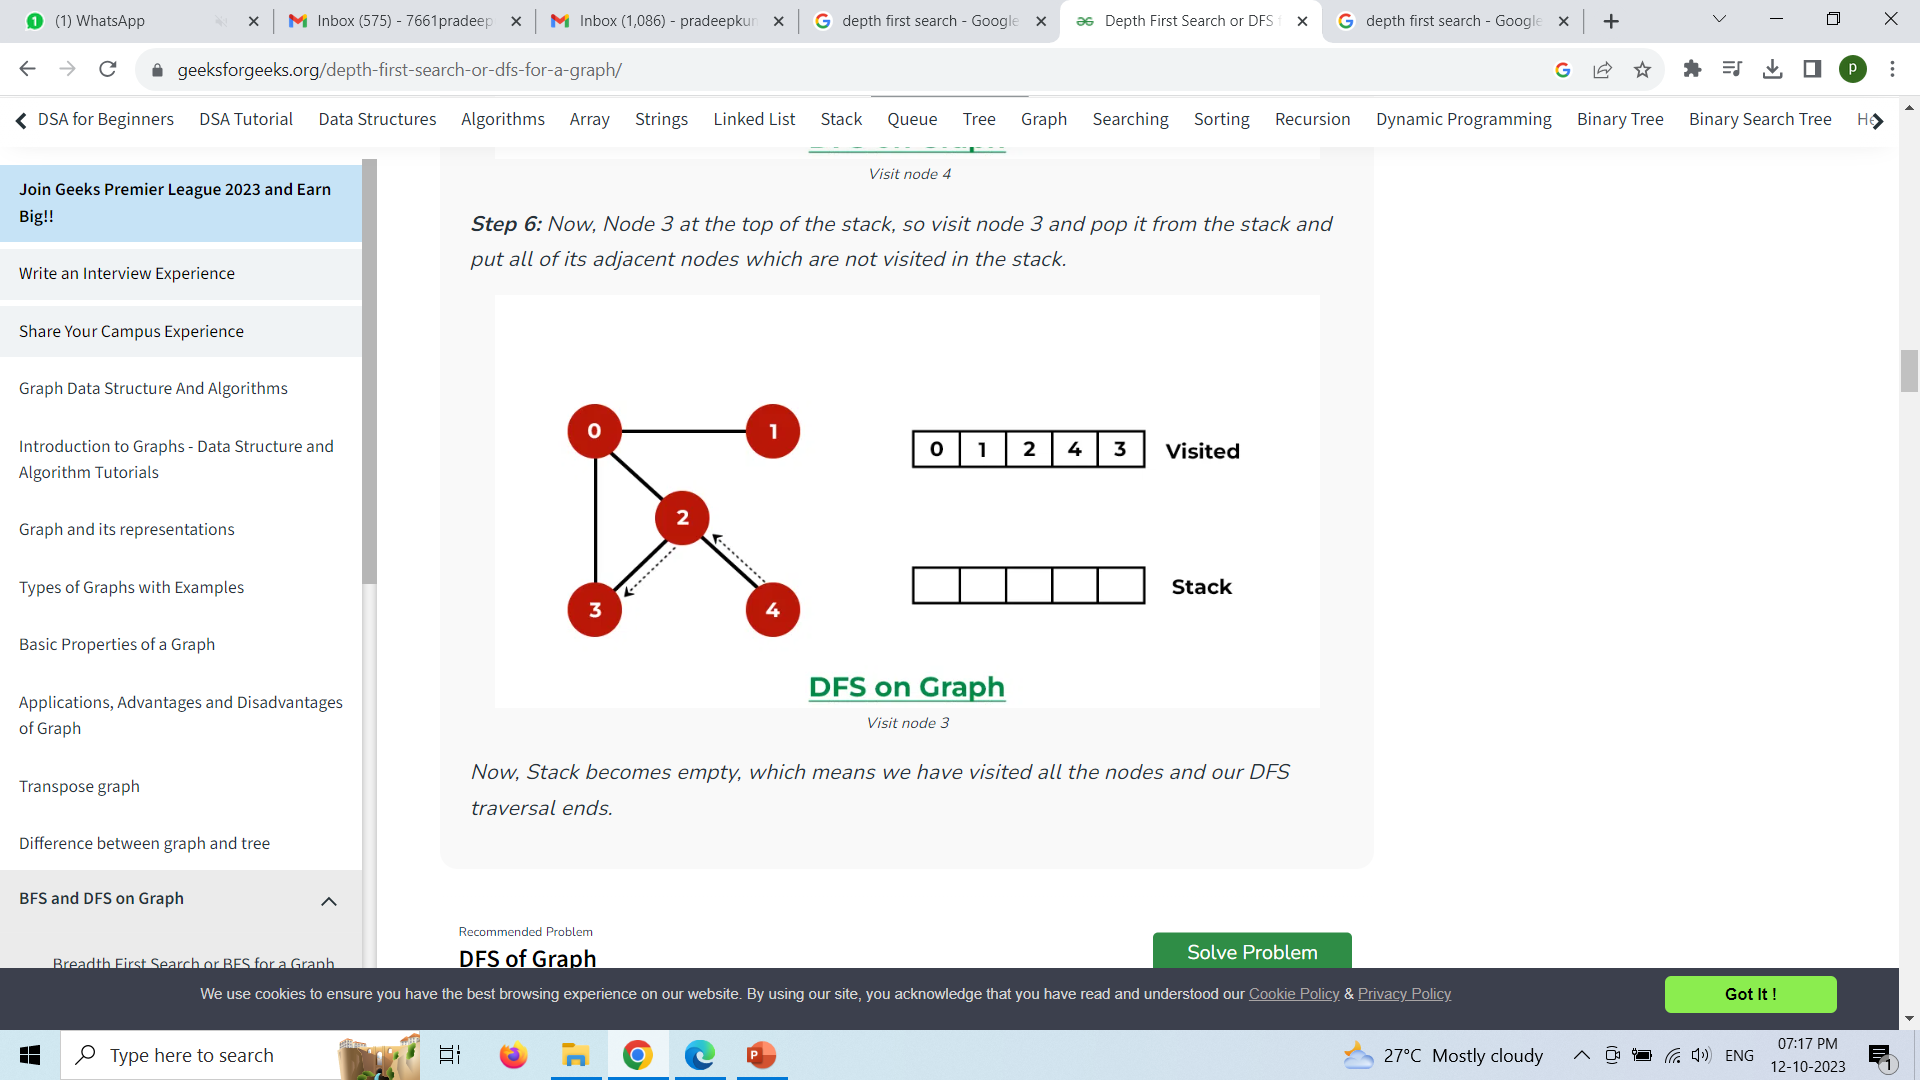 (1) WhatsApp
Inbox (575) - 7661pradeep
Inbox (1,086) - pradeepkur
depth first search - Google
Depth First Search or DFS f
depth first search - Google
geeksforgeeks.org/depth-first-search-or-dfs-for-a-graph/
p
DSA for Beginners DSA Tutorial Data Structures Algorithms Array Strings Linked List Stack Queue Tree Graph Searching Sorting Recursion Dynamic Programming Binary Tree Binary Search Tree He
Join Geeks Premier League 2023 and Earn
Big!!
Write an Interview Experience
Share Your Campus Experience
Graph Data Structure And Algorithms
Introduction to Graphs - Data Structure and
Algorithm Tutorials
Graph and its representations
Types of Graphs with Examples
Basic Properties of a Graph
Applications, Advantages and Disadvantages
of Graph
Transpose graph
Difference between graph and tree
BFS and DFS on Graph
Breadth First Search or BFS for a Graph
DFS on Graph
Visit node 4
Step 6: Now, Node 3 at the top of the stack, so visit node 3 and pop it from the stack and
put all of its adjacent nodes which are not visited in the stack.
0
1
2
3
4
0 1 2 4 3 Visited
Stack
DFS on Graph
Visit node 3
Now, Stack becomes empty, which means we have visited all the nodes and our DFS
traversal ends.
Recommended Problem
DFS of Graph
Solve Problem
We use cookies to ensure you have the best browsing experience on our website. By using our site, you acknowledge that you have read and understood our Cookie Policy & Privacy Policy
Got It !
Type here to search
27°C Mostly cloudy
ENG
07:17 PM
12-10-2023
1